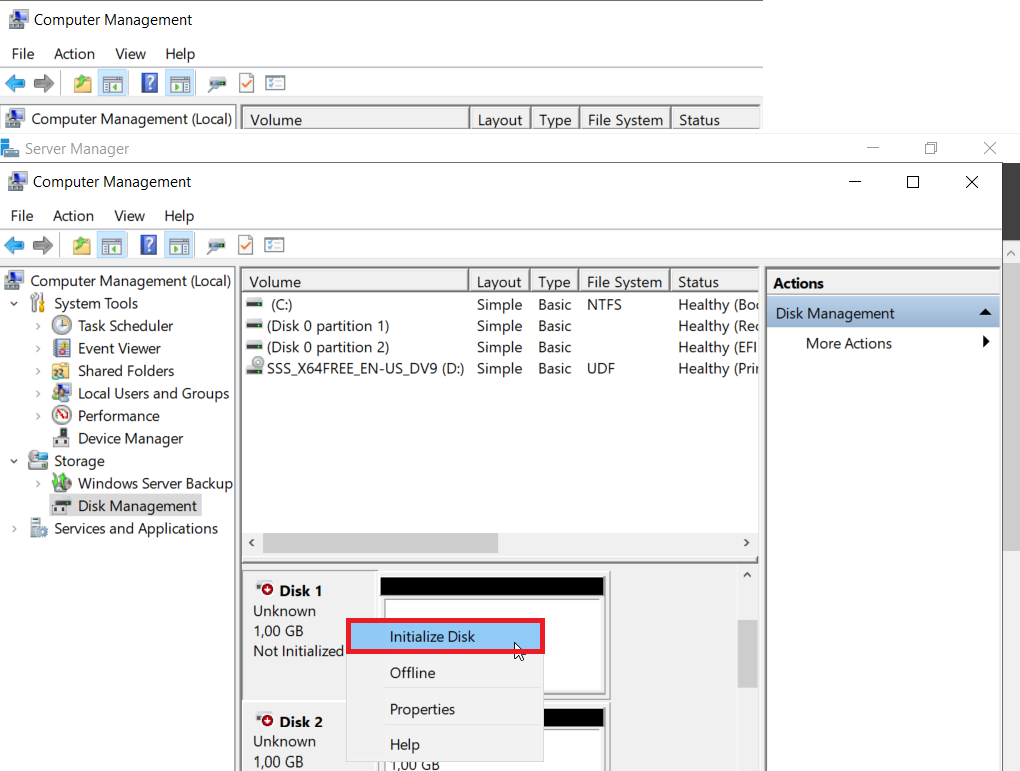 Computer Management
File Action View Help
Computer Management (Local) Volume Layout Type File System Status
Server Manager
Computer Management
File Action View Help
Computer Management (Local) Volume Layout Type File System Status Actions
System Tools (C:) Simple Basic NTFS Healthy (Boo Disk Management
Task Scheduler (Disk 0 partition 1) Simple Basic Healthy (Rec More Actions
Event Viewer (Disk 0 partition 2) Simple Basic Healthy (EFI
Shared Folders SSS_X64FREE_EN-US_DV9 (D:) Simple Basic UDF Healthy (Pri
Local Users and Groups
Performance
Device Manager
Storage
Windows Server Backup
Disk Management
Services and Applications
Disk 1
Unknown
1,00 GB
Not Initialized
Initialize Disk
Offline
Properties
Help
Disk 2
Unknown
1,00 GB 1,00 GB